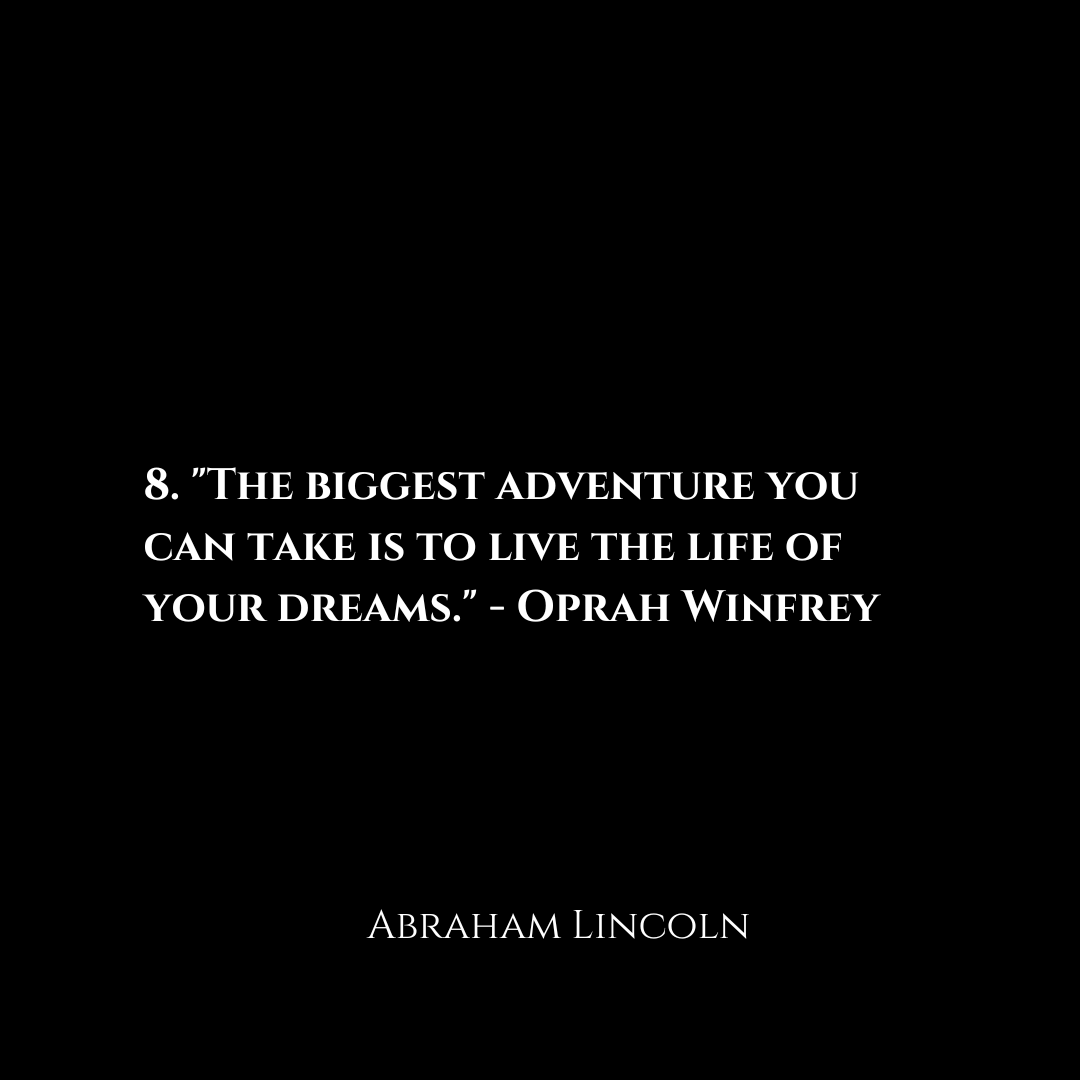 8. "The biggest adventure you
can take is to live the life of
your dreams." - Oprah Winfrey
Abraham Lincoln